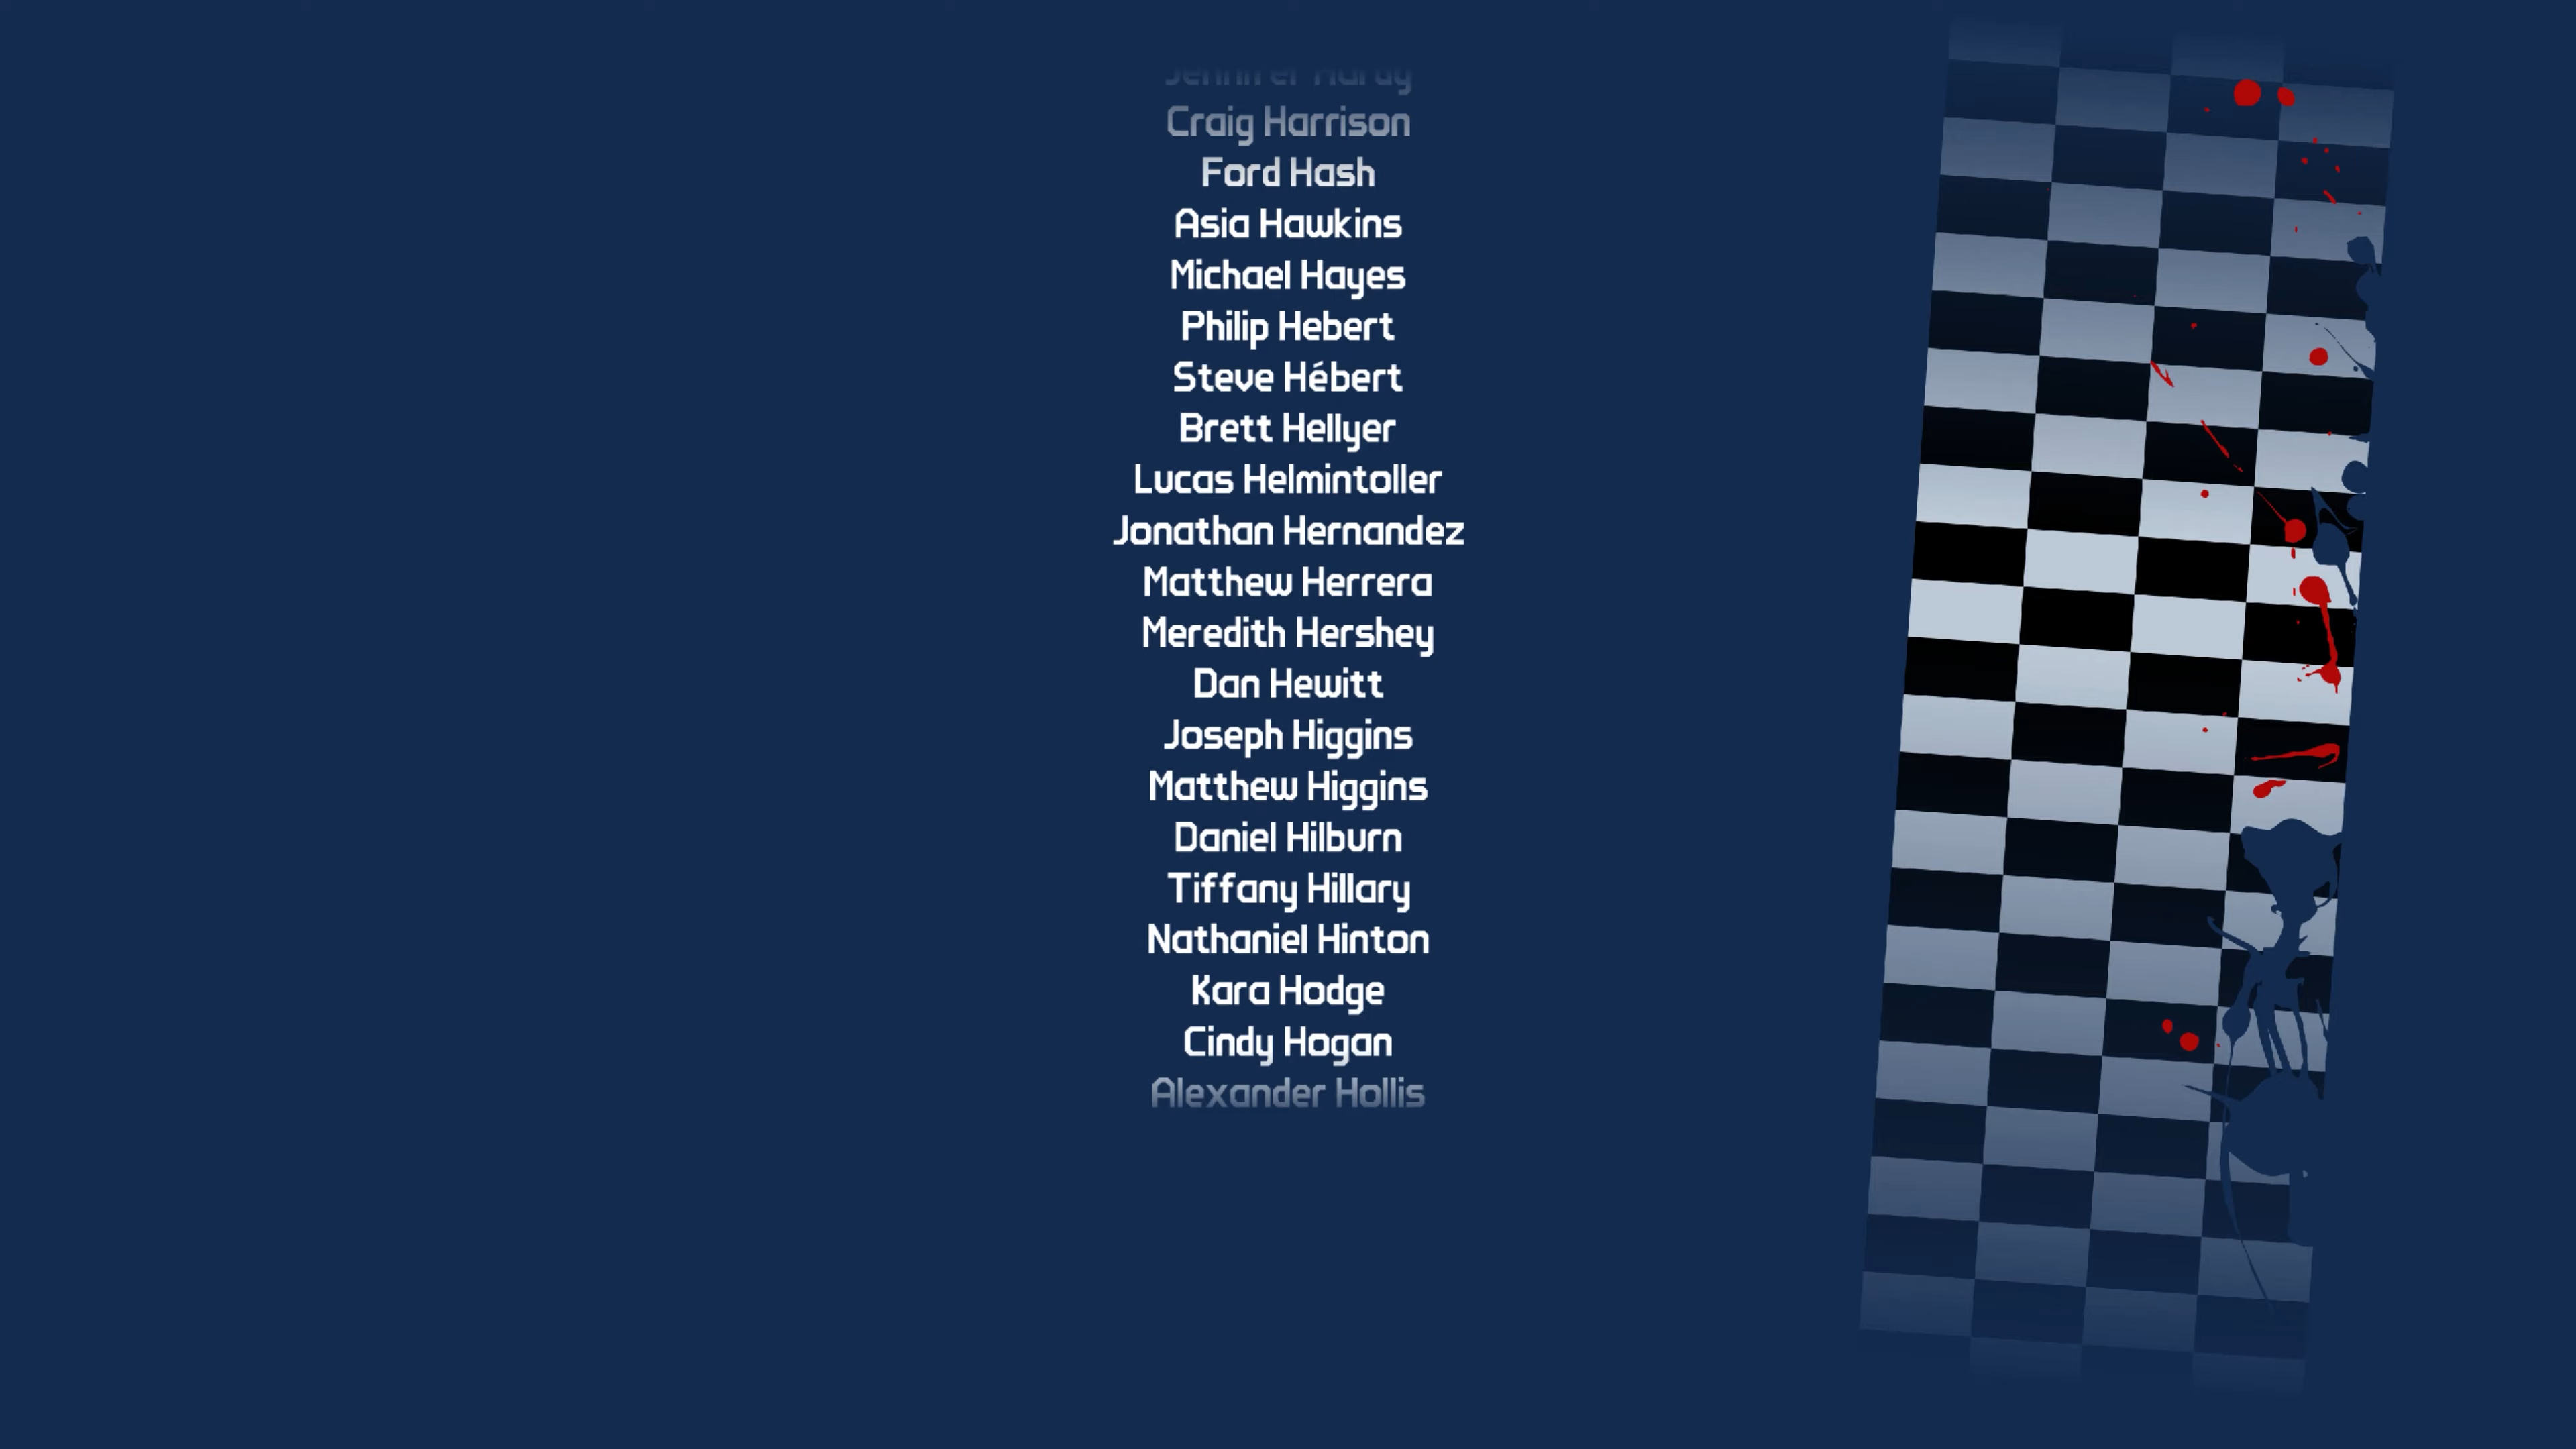 Jennifer Hardy
Craig Harrison
Ford Hash
Asia Hawkins
Michael Hayes
Philip Hebert
Steve Hébert
Brett Hellyer
Lucas Helmintoller
Jonathan Hernandez
Matthew Herrera
Meredith Hershey
Dan Hewitt
Joseph Higgins
Matthew Higgins
Daniel Hilburn
Tiffany Hillary
Nathaniel Hinton
Kara Hodge
Cindy Hogan
Alexander Hollis